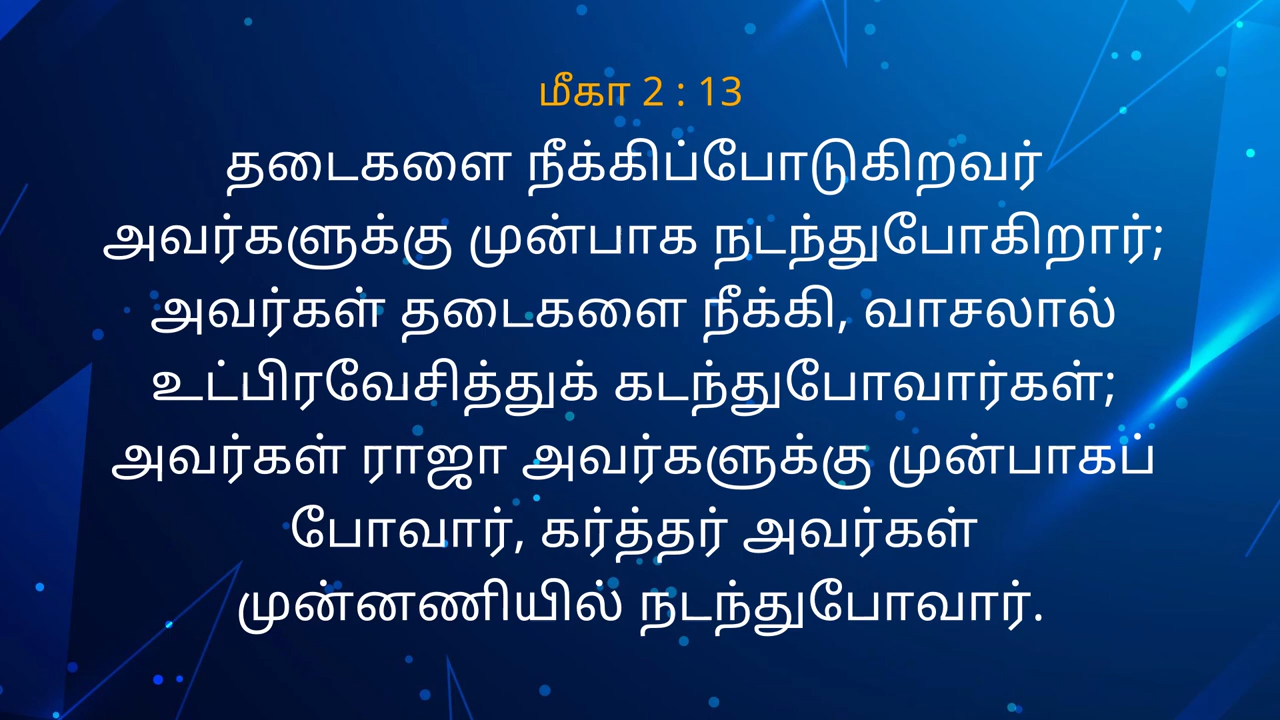 மீகா 2 : 13
தடைகளை நீக்கிப்போடுகிறவர்
அவர்களுக்கு முன்பாக நடந்துபோகிறார்;
அவர்கள் தடைகளை நீக்கி, வாசலால்
உட்பிரவேசித்துக் கடந்துபோவார்கள்;
அவர்கள் ராஜா அவர்களுக்கு முன்பாகப்
போவார், கர்த்தர் அவர்கள்
முன்னணியில் நடந்துபோவார்.